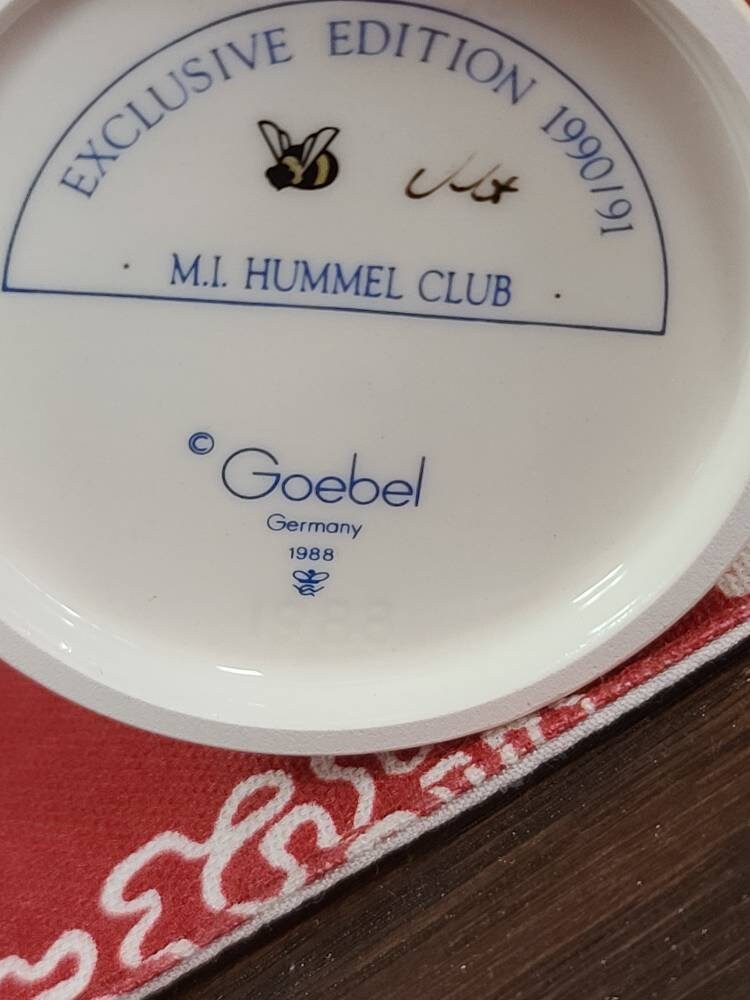 EXCLUSIVE EDITION 1990/91
· M.I. HUMMEL CLUB ·
© Goebel
Germany
1988